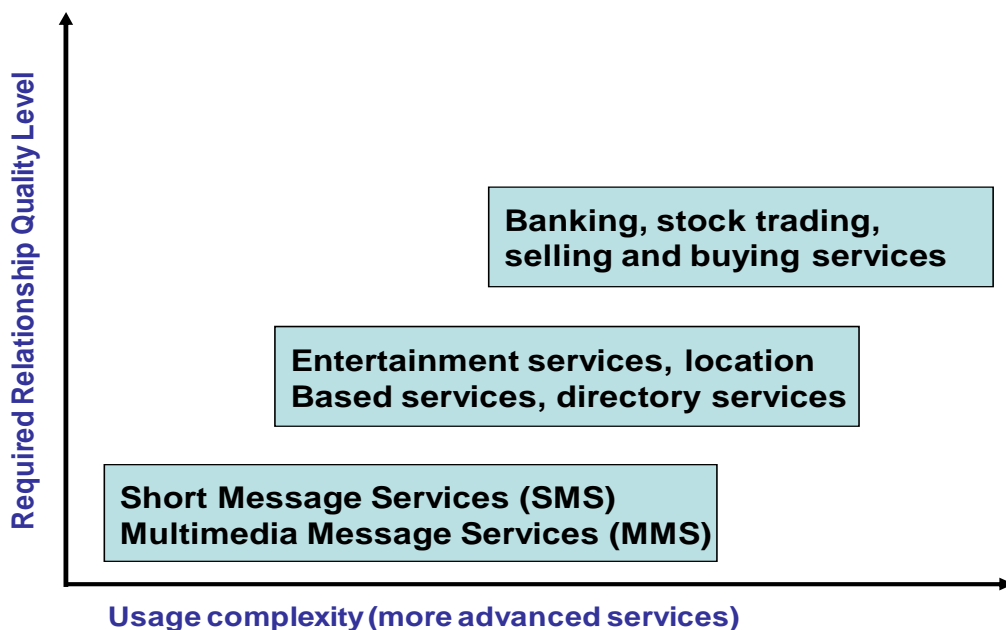 Required Relationship Quality Level
Banking, stock trading,
selling and buying services
Entertainment services, location
Based services, directory services
Short Message Services (SMS)
Multimedia Message Services (MMS)
Usage complexity (more advanced services)